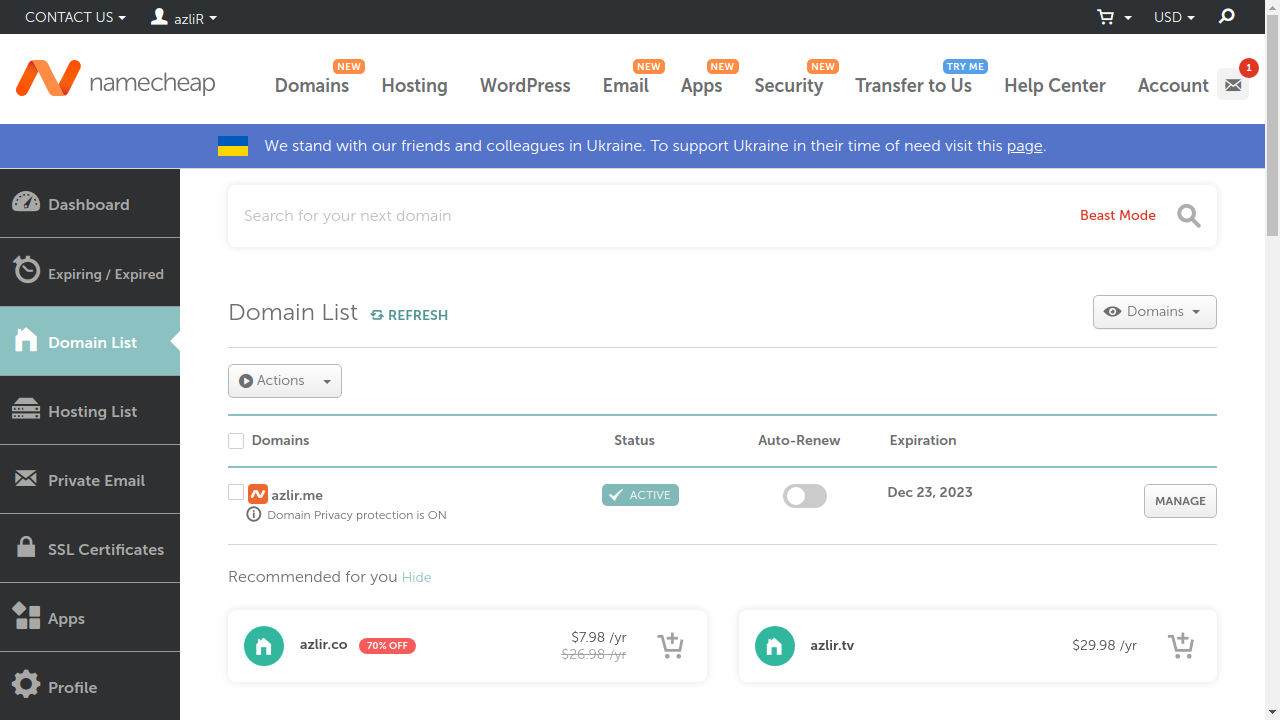 CONTACT US
azliR
USD
namecheap
Domains NEW
Hosting
WordPress
Email NEW
Apps NEW
Security NEW
Transfer to Us TRY ME
Help Center
Account
1
We stand with our friends and colleagues in Ukraine. To support Ukraine in their time of need visit this page.
Dashboard
Expiring / Expired
Domain List
Hosting List
Private Email
SSL Certificates
Apps
Profile
Search for your next domain
Beast Mode
Domain List REFRESH
Domains
Actions
Domains Status Auto-Renew Expiration
azlir.me ACTIVE Dec 23, 2023 MANAGE
Domain Privacy protection is ON
Recommended for you Hide
azlir.co 70% OFF $7.98 /yr
$26.98 /yr
azlir.tv $29.98 /yr